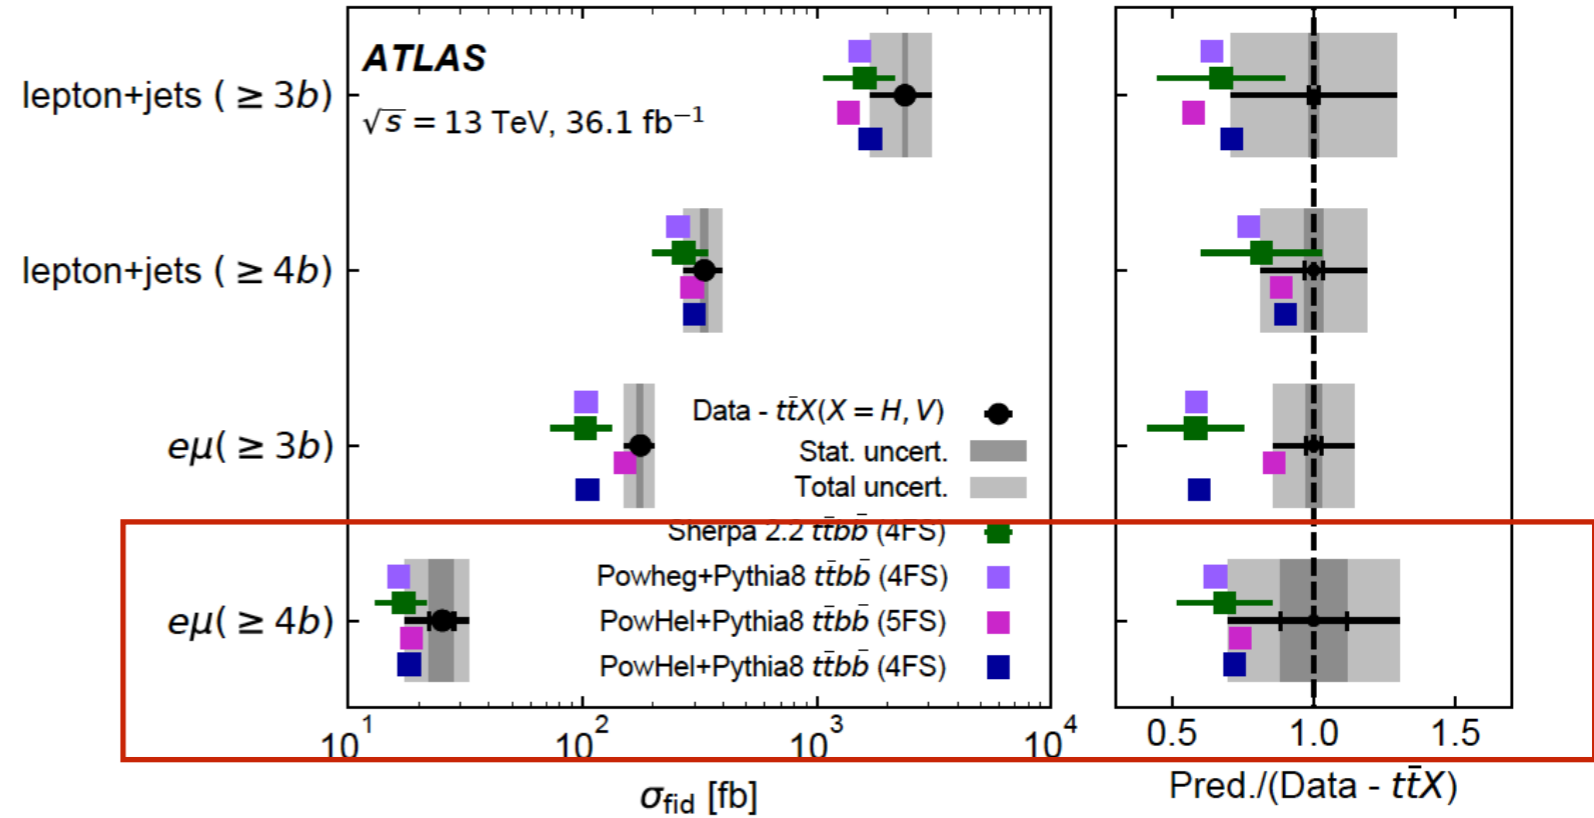 ATLAS
√s = 13 TeV, 36.1 fb⁻¹
lepton+jets ( ≥ 3b)
lepton+jets ( ≥ 4b)
eμ( ≥ 3b)
eμ( ≥ 4b)
Data - tt̄X(X = H, V)
Stat. uncert.
Total uncert.
Sherpa 2.2 tt̄bb̄ (4FS)
Powheg+Pythia8 tt̄bb̄ (4FS)
PowHel+Pythia8 tt̄bb̄ (5FS)
PowHel+Pythia8 tt̄bb̄ (4FS)
10¹ 10² 10³ 10⁴
σ_fid [fb]
0.5 1.0 1.5
Pred./(Data - tt̄X)